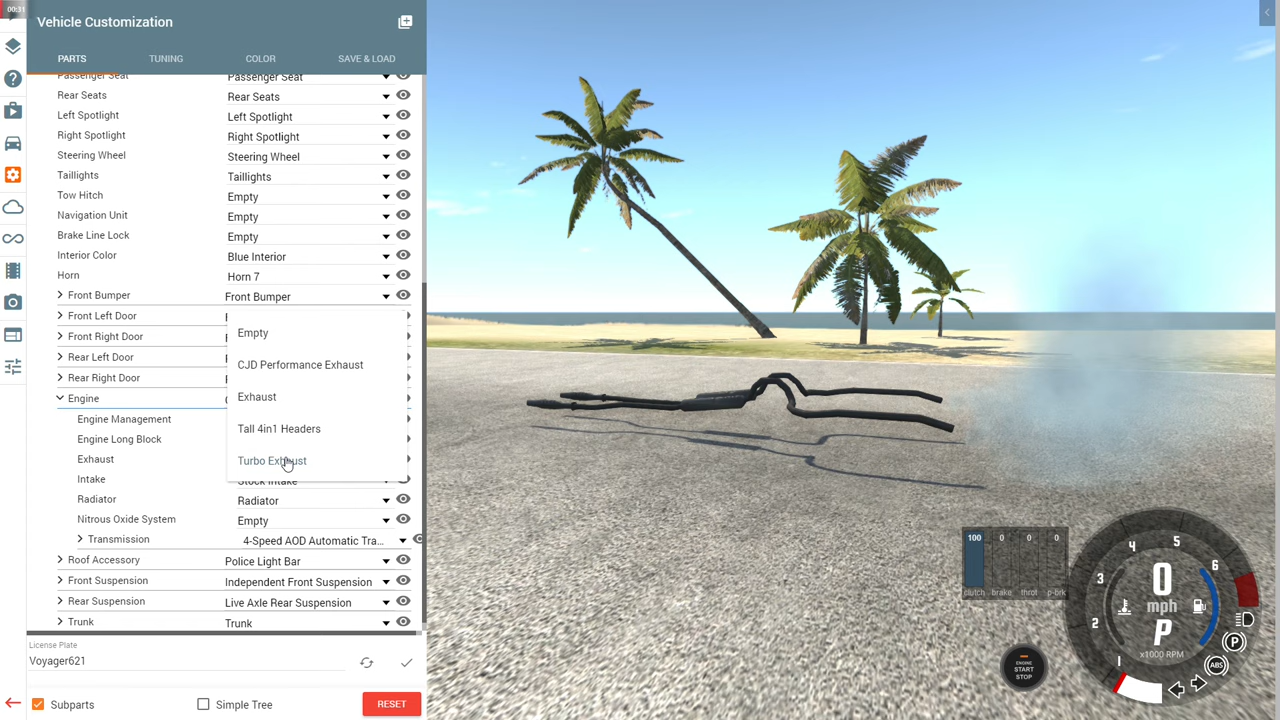 00:31
Vehicle Customization
PARTS TUNING COLOR SAVE & LOAD
Passenger Seat Passenger Seat
Rear Seats Rear Seats
Left Spotlight Left Spotlight
Right Spotlight Right Spotlight
Steering Wheel Steering Wheel
Taillights Taillights
Tow Hitch Empty
Navigation Unit Empty
Brake Line Lock Empty
Interior Color Blue Interior
Horn Horn 7
Front Bumper Front Bumper
Front Left Door
Empty
Front Right Door
Rear Left Door
CJD Performance Exhaust
Rear Right Door
Exhaust
Engine
Engine Management
Tall 4in1 Headers
Engine Long Block
Exhaust
Turbo Exhaust
Intake Stock Intake
Radiator Radiator
Nitrous Oxide System Empty
Transmission 4-Speed AOD Automatic Tra...
Roof Accessory Police Light Bar
Front Suspension Independent Front Suspension
Rear Suspension Live Axle Rear Suspension
Trunk Trunk
License Plate
Voyager621
Subparts Simple Tree RESET
100 0 0 0
clutch brake throt p-brk
ENGINE
START
STOP
1 2 3 4 5 6
0
mph
P
x1000 RPM
(P)
ABS